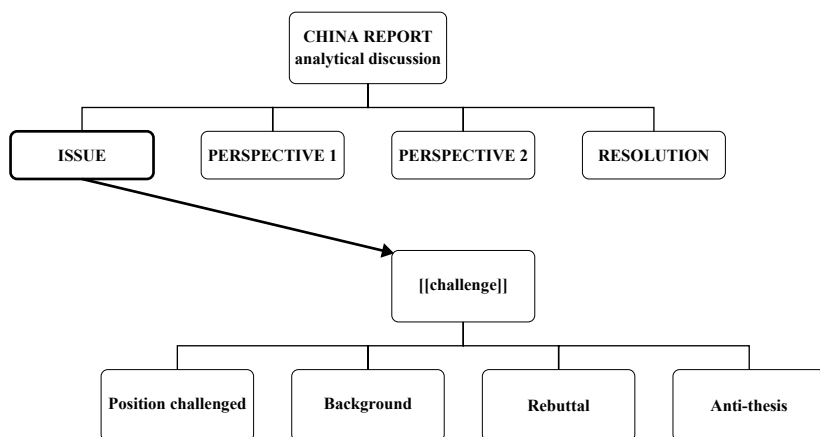 CHINA REPORT
analytical discussion
ISSUE
PERSPECTIVE 1
PERSPECTIVE 2
RESOLUTION
[[challenge]]
Position challenged
Background
Rebuttal
Anti-thesis